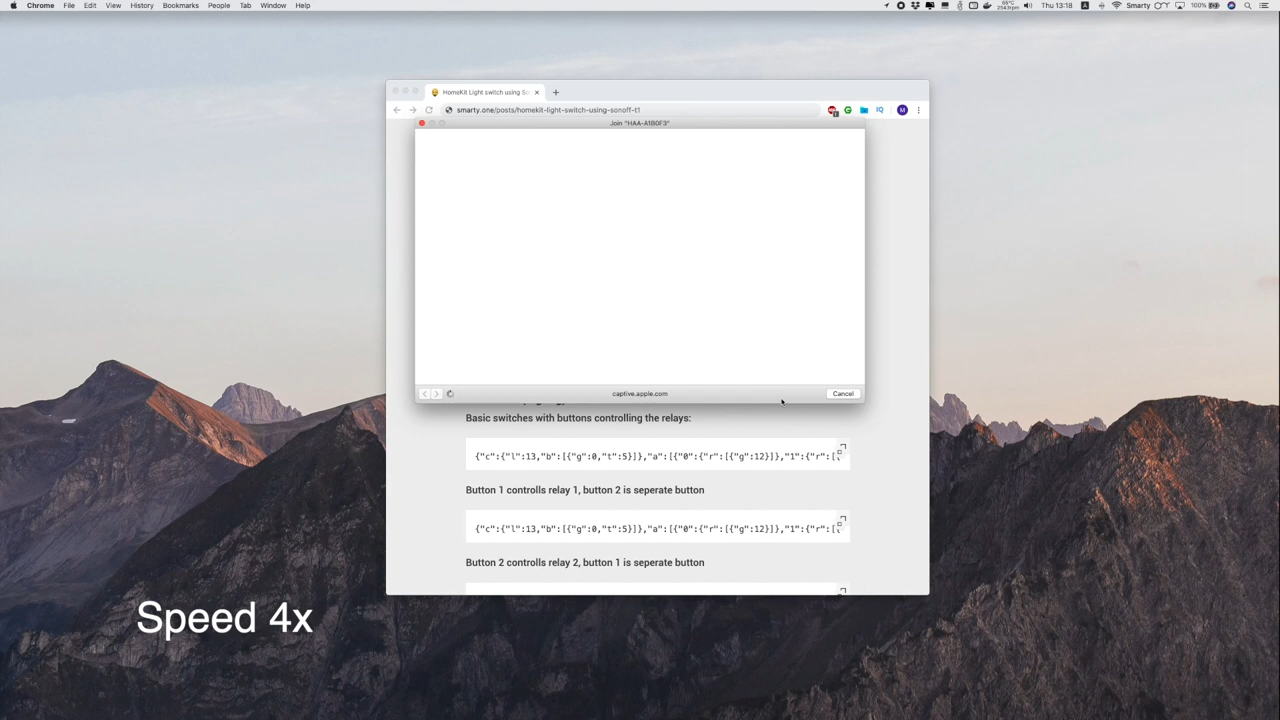 Chrome File Edit View History Bookmarks People Tab Window Help
65°C
2543rpm
Thu 13:18
Smarty
100%
HomeKit Light switch using So
smarty.one/posts/homekit-light-switch-using-sonoff-t1
M
Join "HAA-A1B0F3"
captive.apple.com
Cancel
Basic switches with buttons controlling the relays:
{"c":{"l":13,"b":[{"g":0,"t":5}]},"a":[{"0":{"r":[{"g":12}]},"1":{"r":[
Button 1 controlls relay 1, button 2 is seperate button
{"c":{"l":13,"b":[{"g":0,"t":5}]},"a":[{"0":{"r":[{"g":12}]},"1":{"r":[
Button 2 controlls relay 2, button 1 is seperate button
Speed 4x